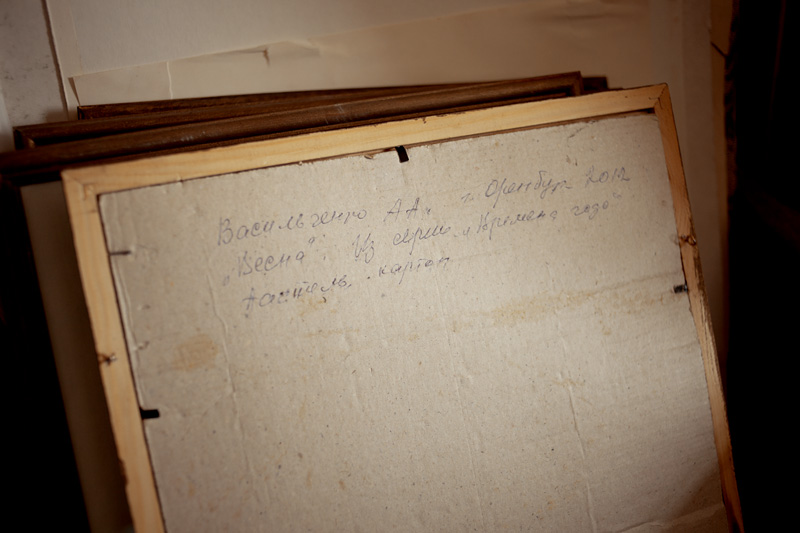 Васильченко А А. г. Оренбург 2012
„Весна“. Из серии „Времена года“
пастель. картон